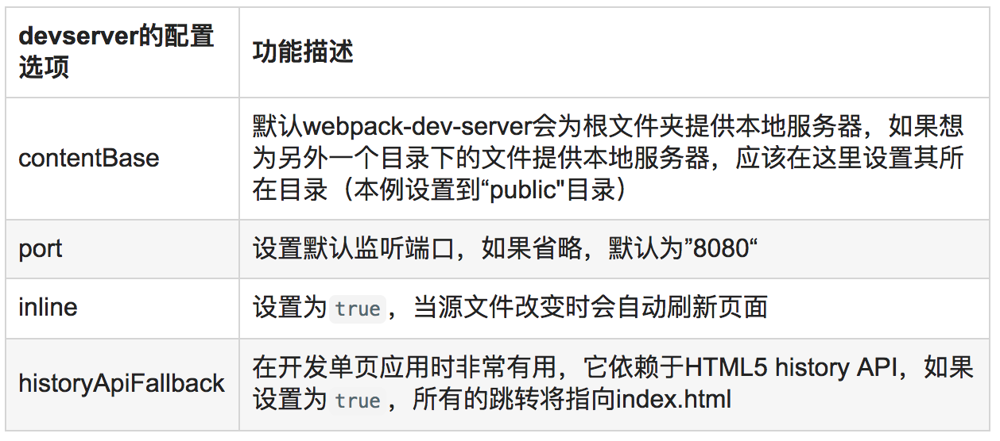 devserver的配置
选项
功能描述
contentBase
默认webpack-dev-server会为根文件夹提供本地服务器，如果想
为另外一个目录下的文件提供本地服务器，应该在这里设置其所
在目录（本例设置到“public"目录）
port
设置默认监听端口，如果省略，默认为”8080“
inline
设置为 true ，当源文件改变时会自动刷新页面
historyApiFallback
在开发单页应用时非常有用，它依赖于HTML5 history API，如果
设置为 true ，所有的跳转将指向index.html